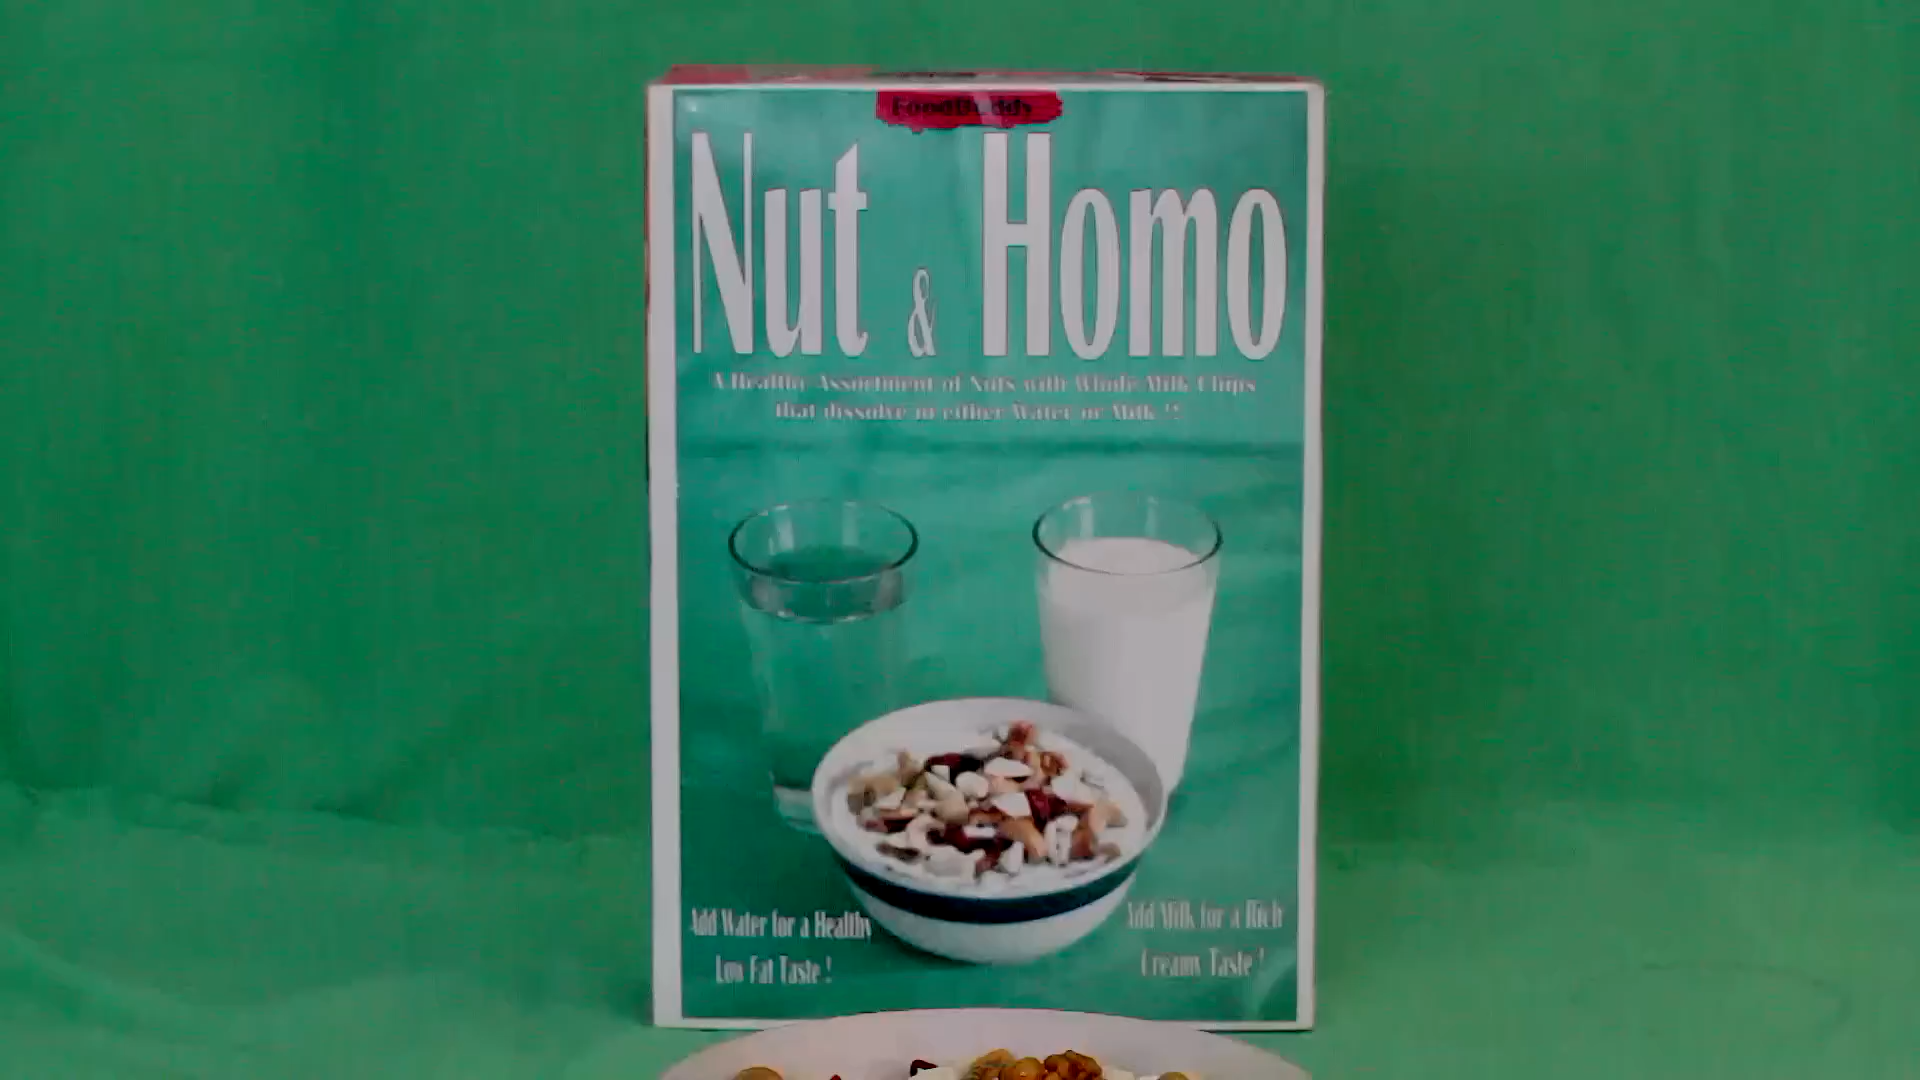 FoodBuddy
Nut & Homo
A Healthy Assortment of Nuts with Whole Milk Chips
that dissolve in either Water or Milk !!
Add Water for a Healthy
Low Fat Taste !
Add Milk for a Rich
Creamy Taste !